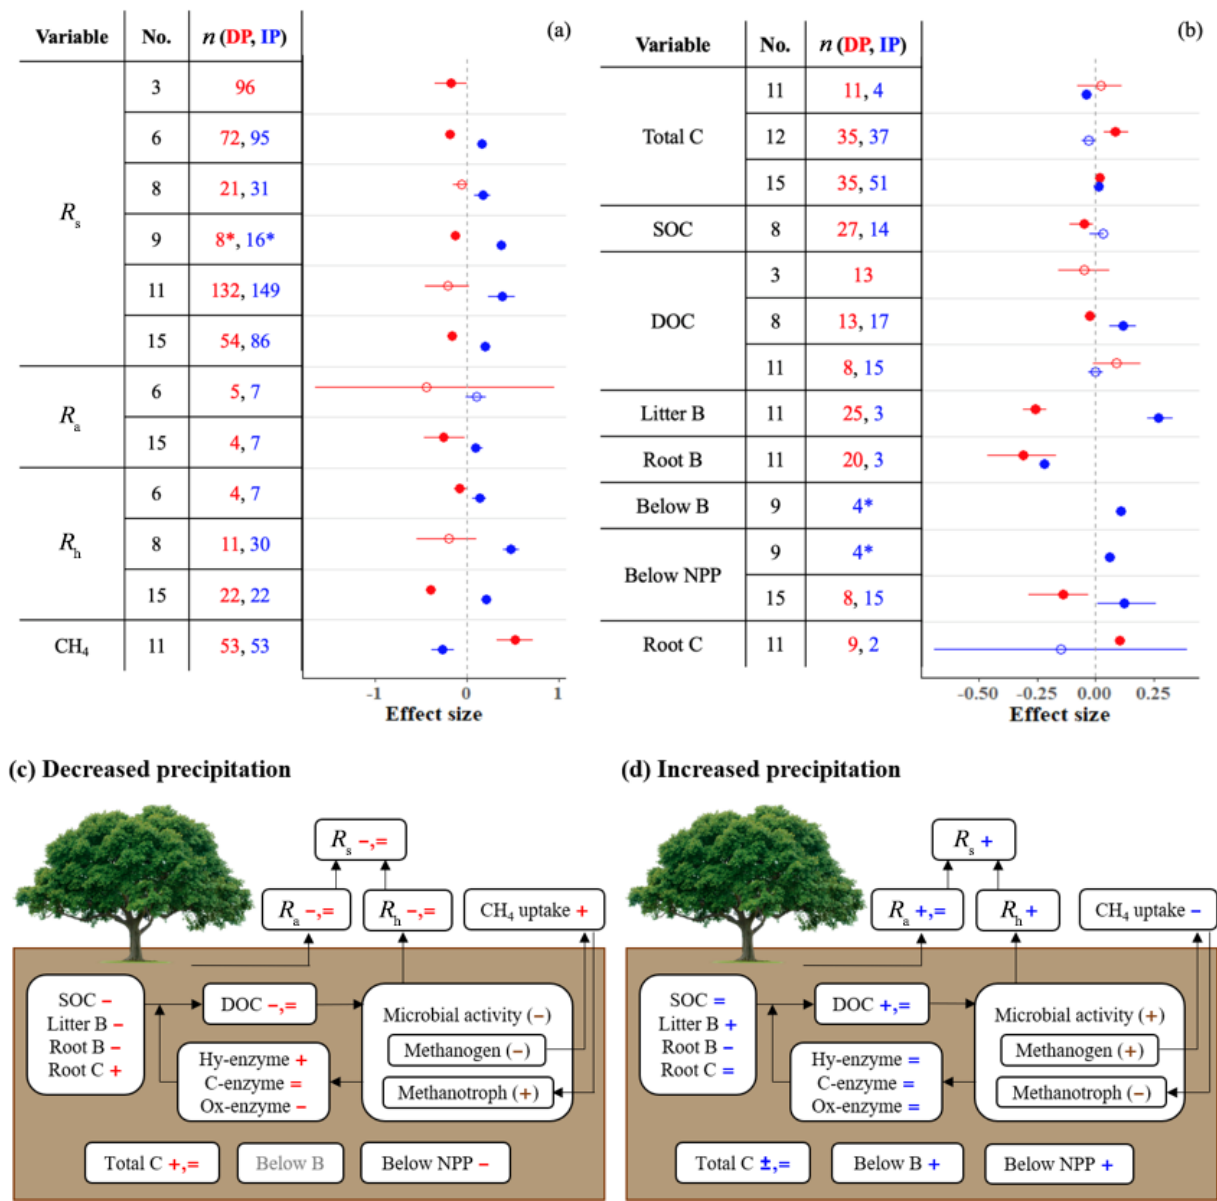 Variable No. n (DP, IP) (a)
3 96
6 72, 95
8 21, 31
Rs
9 8*, 16*
11 132, 149
15 54, 86
6 5, 7
Ra
15 4, 7
6 4, 7
Rh 8 11, 30
15 22, 22
CH4 11 53, 53
-1 0 1
Effect size
Variable No. n (DP, IP) (b)
11 11, 4
Total C 12 35, 37
15 35, 51
SOC 8 27, 14
3 13
DOC 8 13, 17
11 8, 15
Litter B 11 25, 3
Root B 11 20, 3
Below B 9 4*
9 4*
Below NPP
15 8, 15
Root C 11 9, 2
-0.50 -0.25 0.00 0.25
Effect size
(c) Decreased precipitation
Rs –,=
Ra –,= Rh –,= CH4 uptake +
SOC –
Litter B –
Root B –
Root C +
DOC –,=
Hy-enzyme +
C-enzyme =
Ox-enzyme –
Microbial activity (–)
Methanogen (–)
Methanotroph (+)
Total C +,= Below B Below NPP –
(d) Increased precipitation
Rs +
Ra +,= Rh + CH4 uptake –
SOC =
Litter B +
Root B –
Root C =
DOC +,=
Hy-enzyme =
C-enzyme =
Ox-enzyme =
Microbial activity (+)
Methanogen (+)
Methanotroph (–)
Total C ±,= Below B + Below NPP +